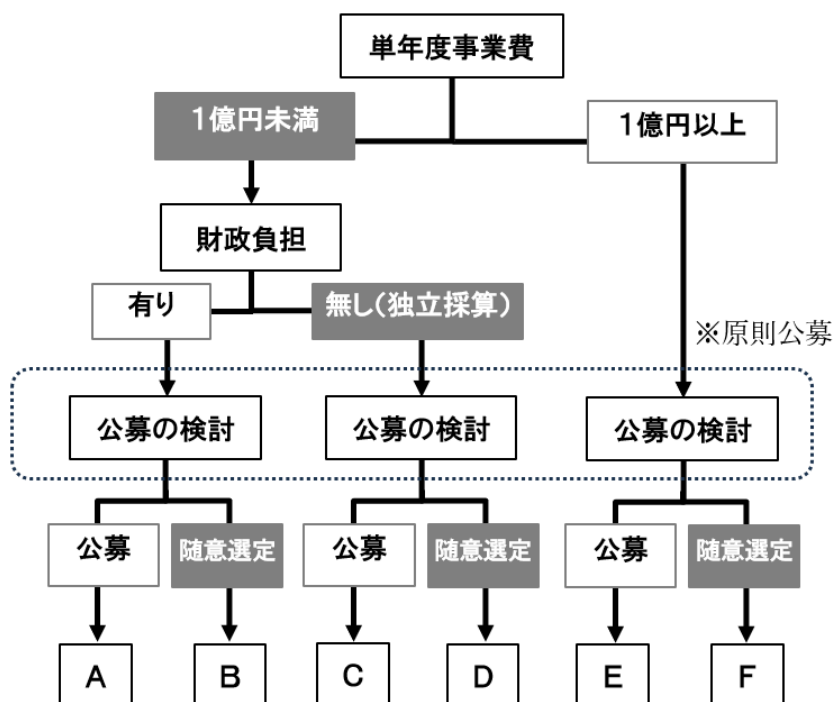 単年度事業費
1億円未満
1億円以上
財政負担
有り
無し(独立採算)
※原則公募
公募の検討
公募の検討
公募の検討
公募
随意選定
公募
随意選定
公募
随意選定
A
B
C
D
E
F